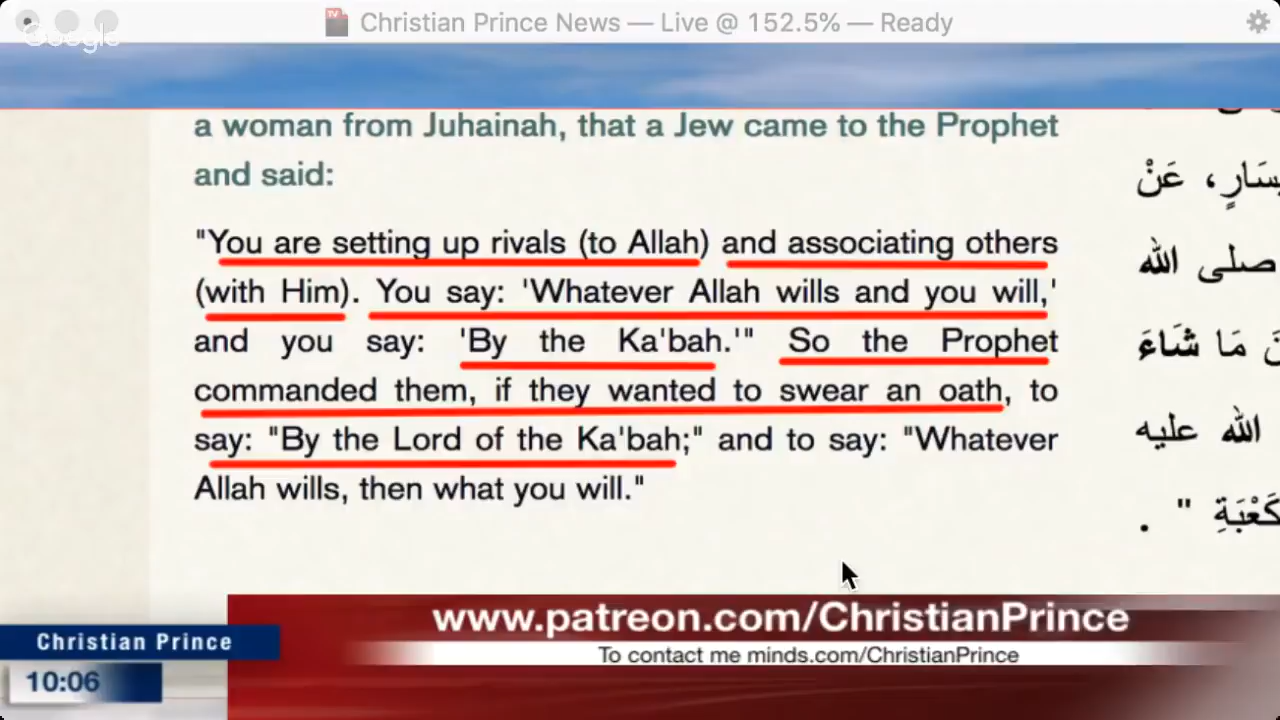 Christian Prince News — Live @ 152.5% — Ready
Google
a woman from Juhainah, that a Jew came to the Prophet
and said:
"You are setting up rivals (to Allah) and associating others
(with Him). You say: 'Whatever Allah wills and you will,'
and you say: 'By the Ka'bah.'" So the Prophet
commanded them, if they wanted to swear an oath, to
say: "By the Lord of the Ka'bah;" and to say: "Whatever
Allah wills, then what you will."
عَنْ
صلى الله
مَا شَاءَ
الله عليه
" .
www.patreon.com/ChristianPrince
To contact me minds.com/ChristianPrince
Christian Prince
10:06